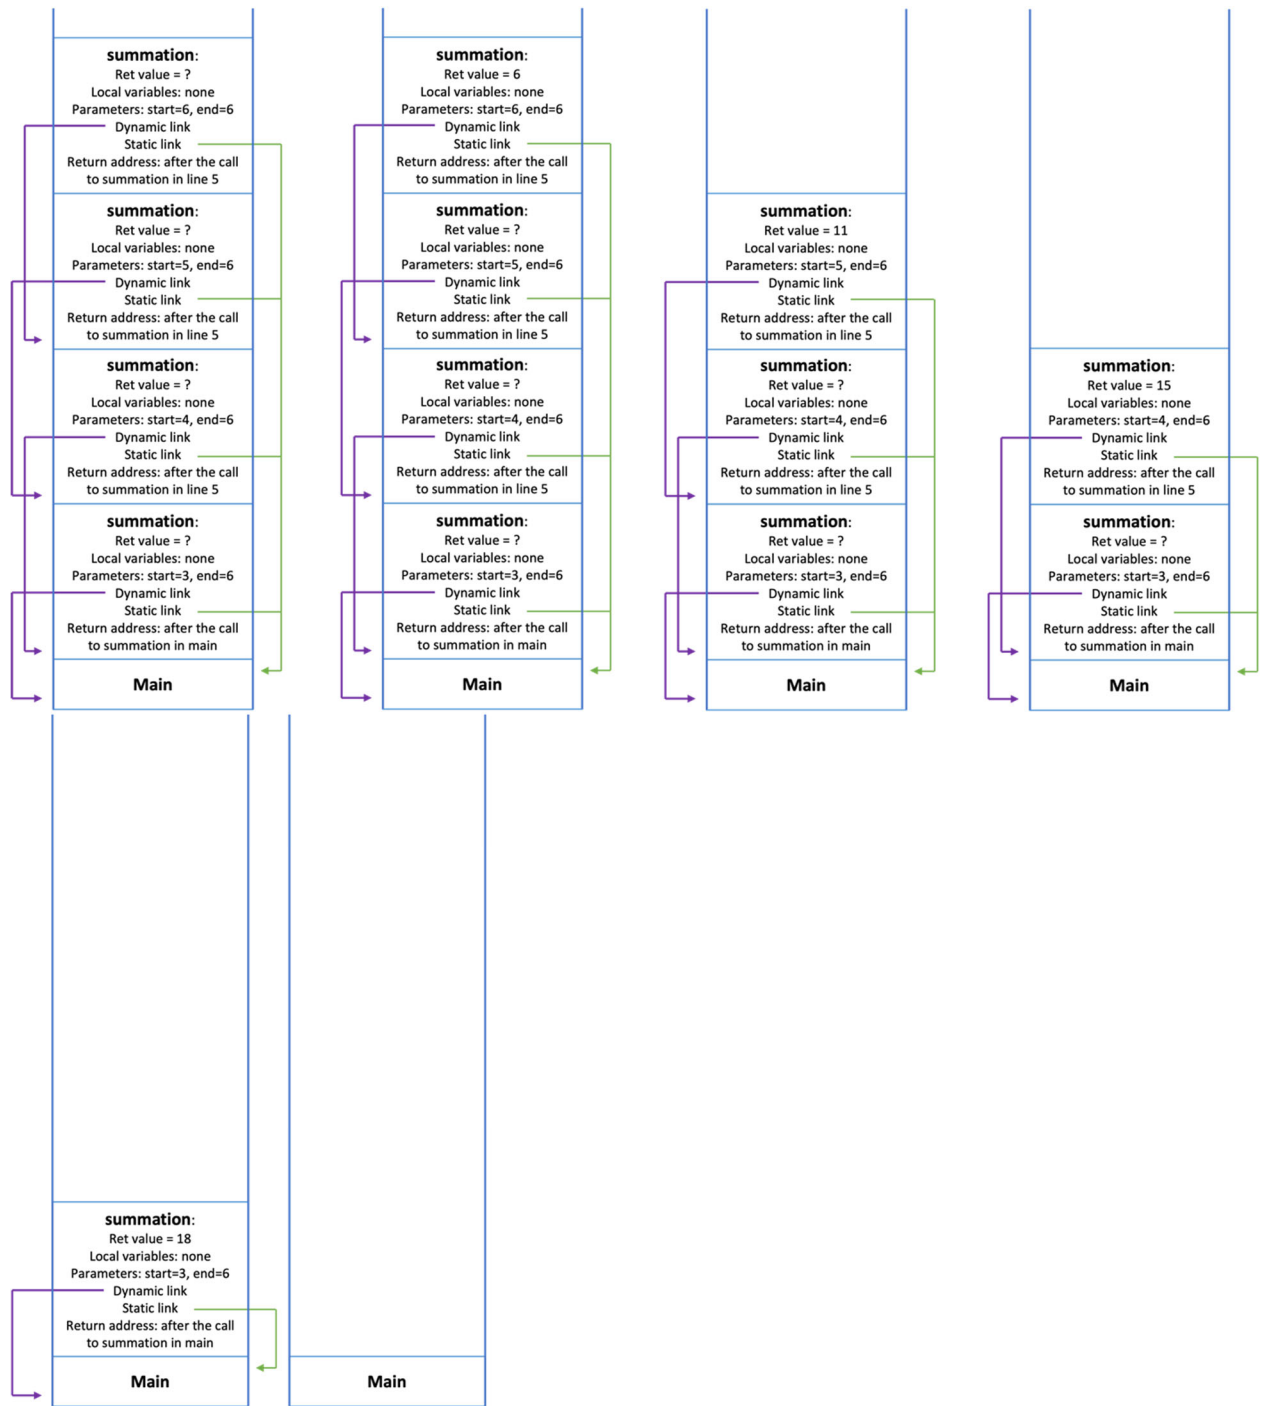 summation:
Ret value = ?
Local variables: none
Parameters: start=6, end=6
Dynamic link
Static link
Return address: after the call
to summation in line 5
summation:
Ret value = ?
Local variables: none
Parameters: start=5, end=6
Dynamic link
Static link
Return address: after the call
to summation in line 5
summation:
Ret value = ?
Local variables: none
Parameters: start=4, end=6
Dynamic link
Static link
Return address: after the call
to summation in line 5
summation:
Ret value = ?
Local variables: none
Parameters: start=3, end=6
Dynamic link
Static link
Return address: after the call
to summation in main
Main
summation:
Ret value = 6
Local variables: none
Parameters: start=6, end=6
Dynamic link
Static link
Return address: after the call
to summation in line 5
summation:
Ret value = ?
Local variables: none
Parameters: start=5, end=6
Dynamic link
Static link
Return address: after the call
to summation in line 5
summation:
Ret value = ?
Local variables: none
Parameters: start=4, end=6
Dynamic link
Static link
Return address: after the call
to summation in line 5
summation:
Ret value = ?
Local variables: none
Parameters: start=3, end=6
Dynamic link
Static link
Return address: after the call
to summation in main
Main
summation:
Ret value = 11
Local variables: none
Parameters: start=5, end=6
Dynamic link
Static link
Return address: after the call
to summation in line 5
summation:
Ret value = ?
Local variables: none
Parameters: start=4, end=6
Dynamic link
Static link
Return address: after the call
to summation in line 5
summation:
Ret value = ?
Local variables: none
Parameters: start=3, end=6
Dynamic link
Static link
Return address: after the call
to summation in main
Main
summation:
Ret value = 15
Local variables: none
Parameters: start=4, end=6
Dynamic link
Static link
Return address: after the call
to summation in line 5
summation:
Ret value = ?
Local variables: none
Parameters: start=3, end=6
Dynamic link
Static link
Return address: after the call
to summation in main
Main
summation:
Ret value = 18
Local variables: none
Parameters: start=3, end=6
Dynamic link
Static link
Return address: after the call
to summation in main
Main
Main